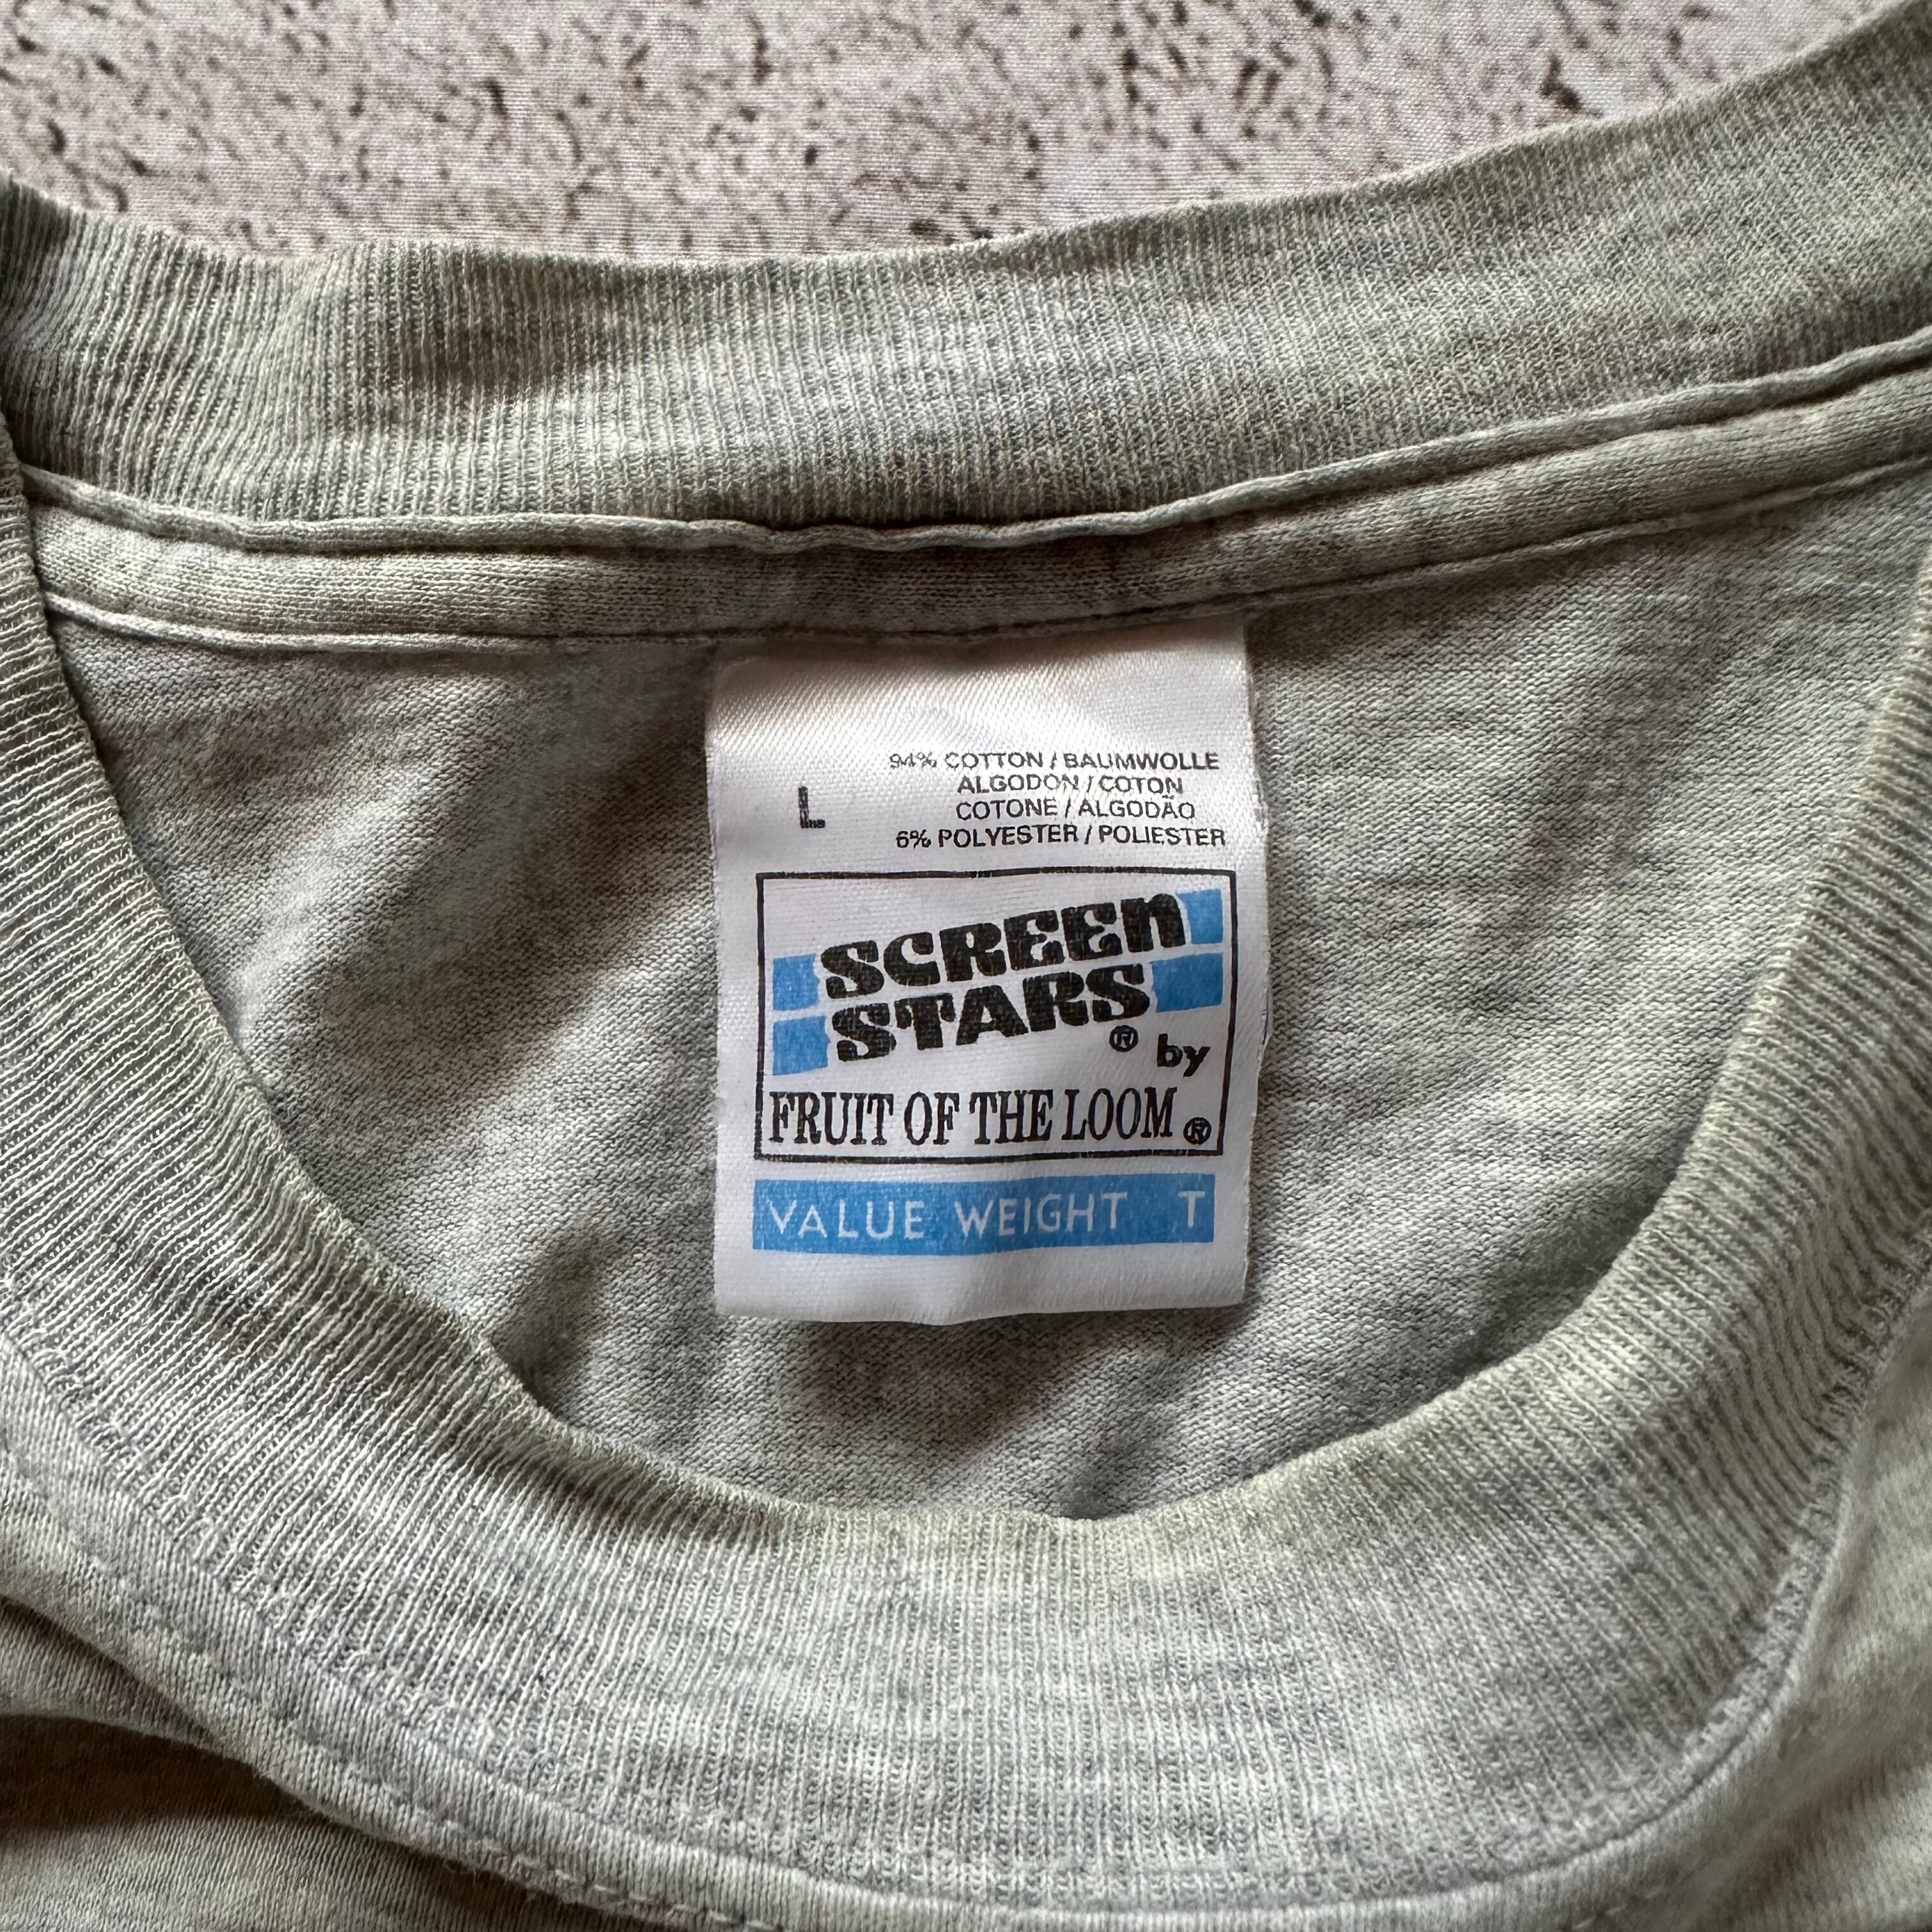 L
94% COTTON / BAUMWOLLE
ALGODON / COTON
COTONE / ALGODÃO
6% POLYESTER / POLIESTER
SCREEN
STARS® by
FRUIT OF THE LOOM®
VALUE WEIGHT T